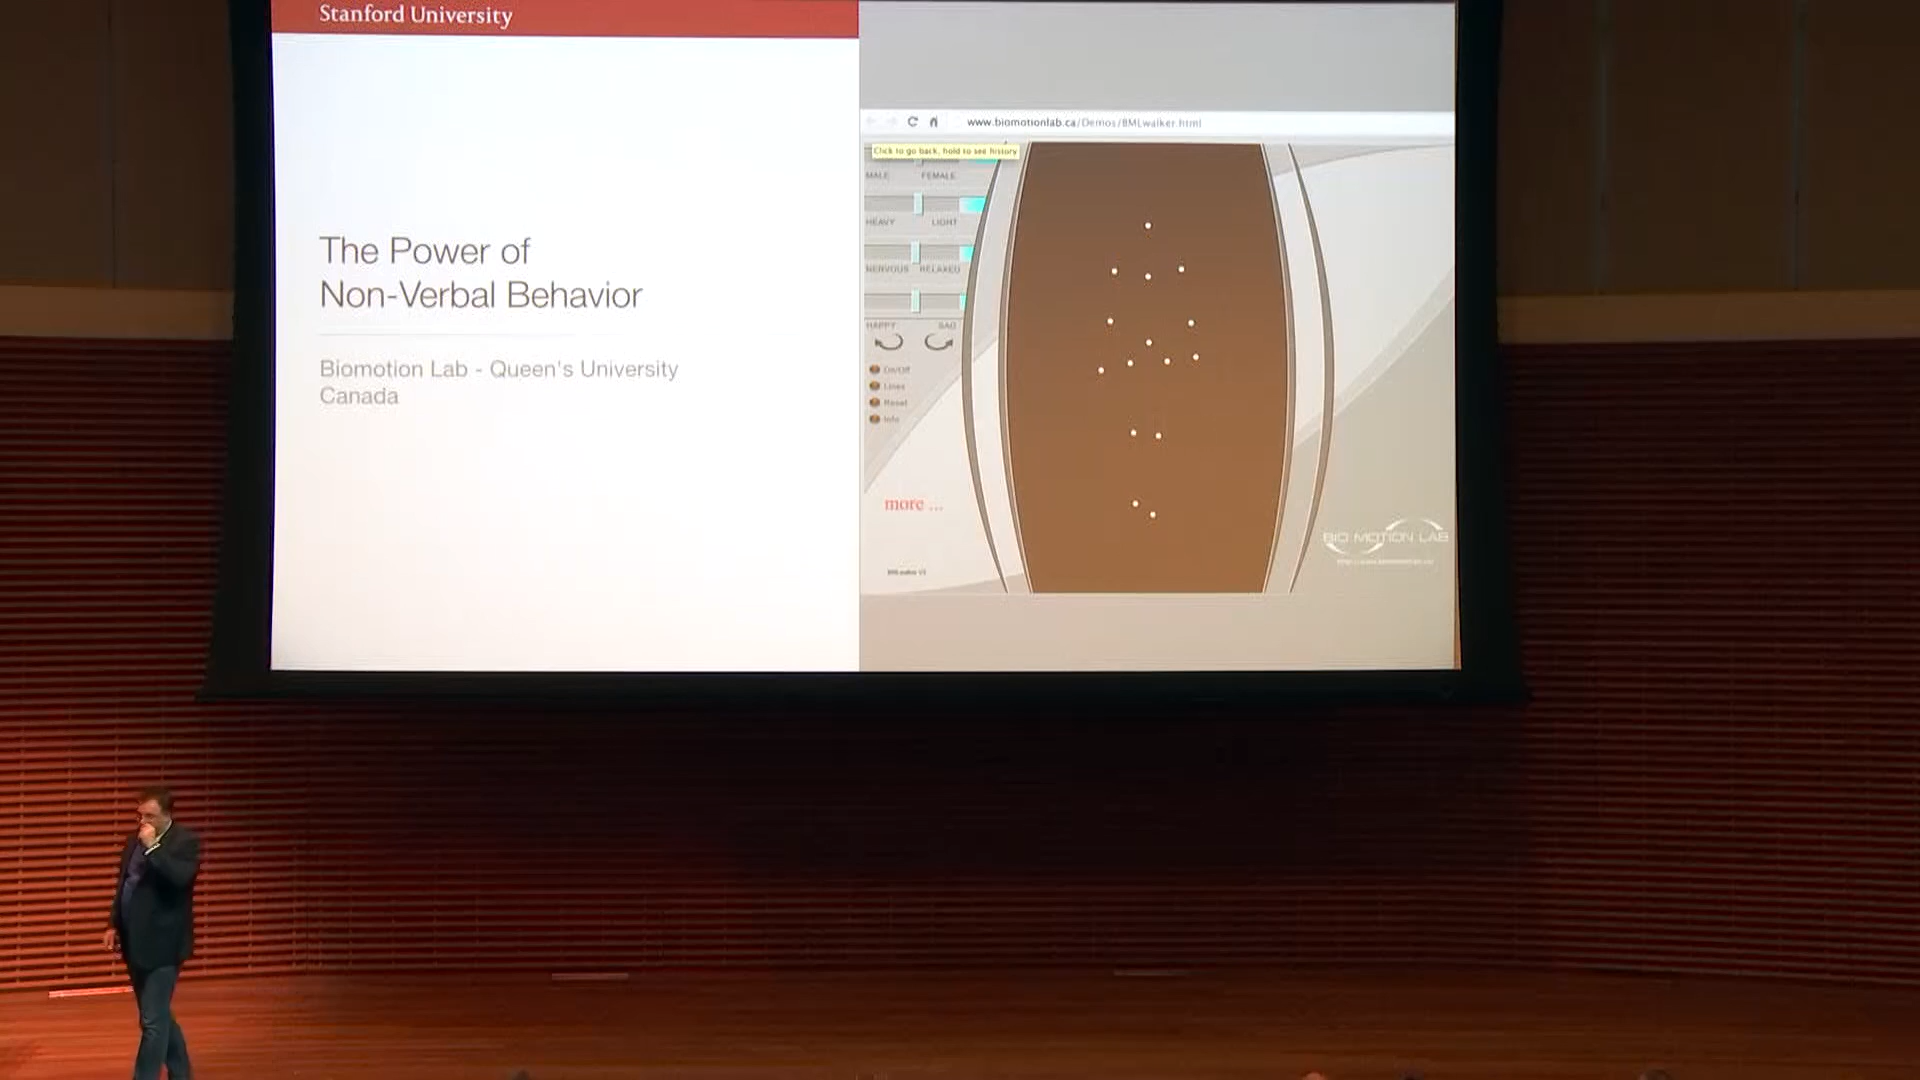 Stanford University
The Power of
Non-Verbal Behavior
Biomotion Lab - Queen's University
Canada
www.biomotionlab.ca/Demos/BMLwalker.html
Click to go back, hold to see history
MALE FEMALE
HEAVY LIGHT
NERVOUS RELAXED
HAPPY SAD
On/Off
Lines
Reset
Info
more ...
BIO MOTION LAB